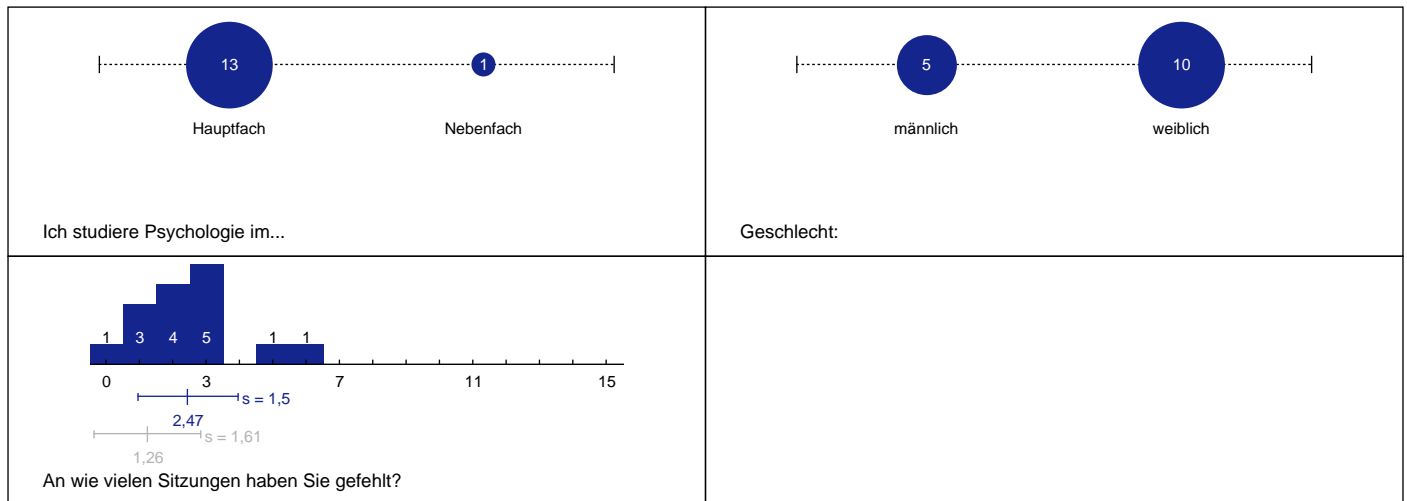 13 1
Hauptfach Nebenfach
Ich studiere Psychologie im...
5 10
männlich weiblich
Geschlecht:
1 3 4 5 1 1
0 3 7 11 15
s = 1,5
2,47
s = 1,61
1,26
An wie vielen Sitzungen haben Sie gefehlt?